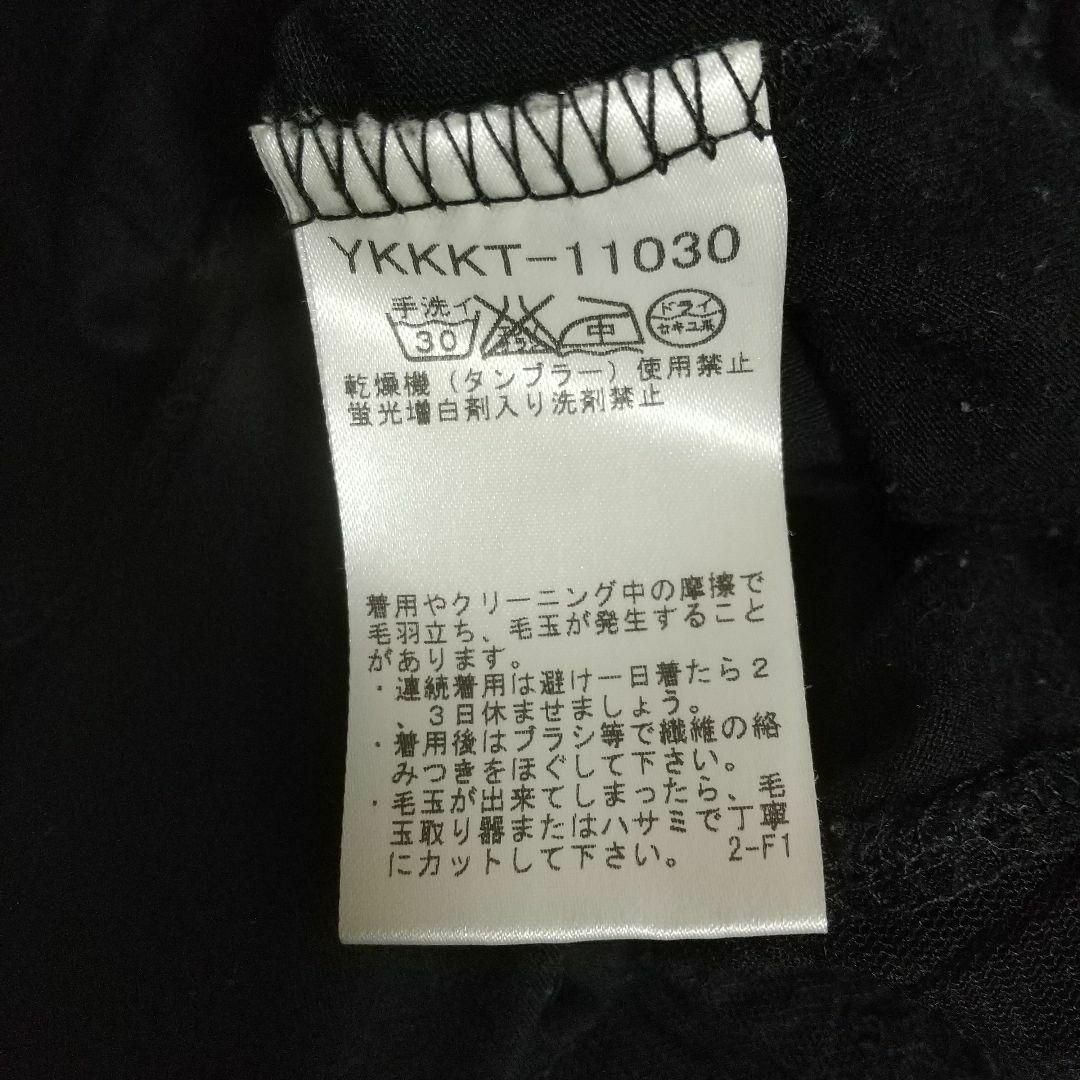 YKKKT-11030
手洗イ ドライ
30 エンソ 中 セキユ系
乾燥機(タンブラー)使用禁止
蛍光増白剤入り洗剤禁止
着用やクリーニング中の摩擦で
毛羽立ち、毛玉が発生すること
があります。
・連続着用は避け一日着たら2
、3日休ませましょう。
・着用後はブラシ等で繊維の絡
みつきをほぐして下さい。
・毛玉が出来てしまったら、毛
玉取り器またはハサミで丁寧
にカットして下さい。 2-F1